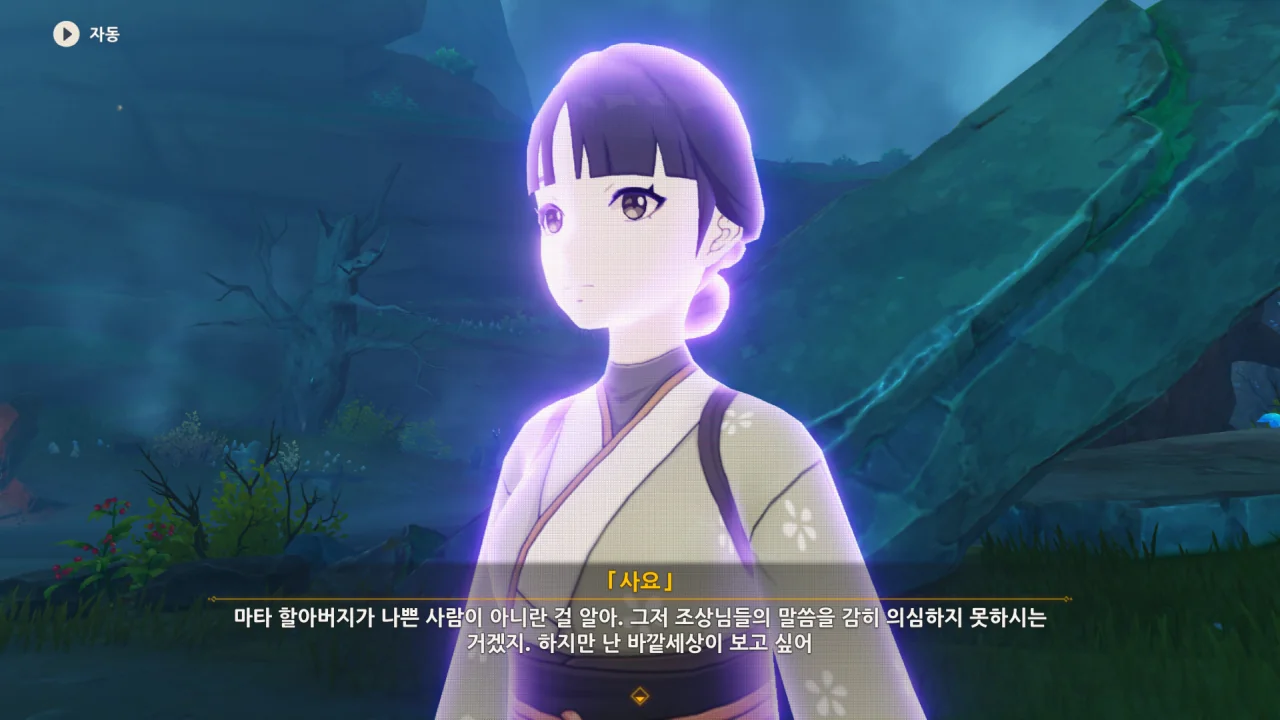 자동
「사요」
마타 할아버지가 나쁜 사람이 아니란 걸 알아. 그저 조상님들의 말씀을 감히 의심하지 못하시는
거겠지. 하지만 난 바깥세상이 보고 싶어